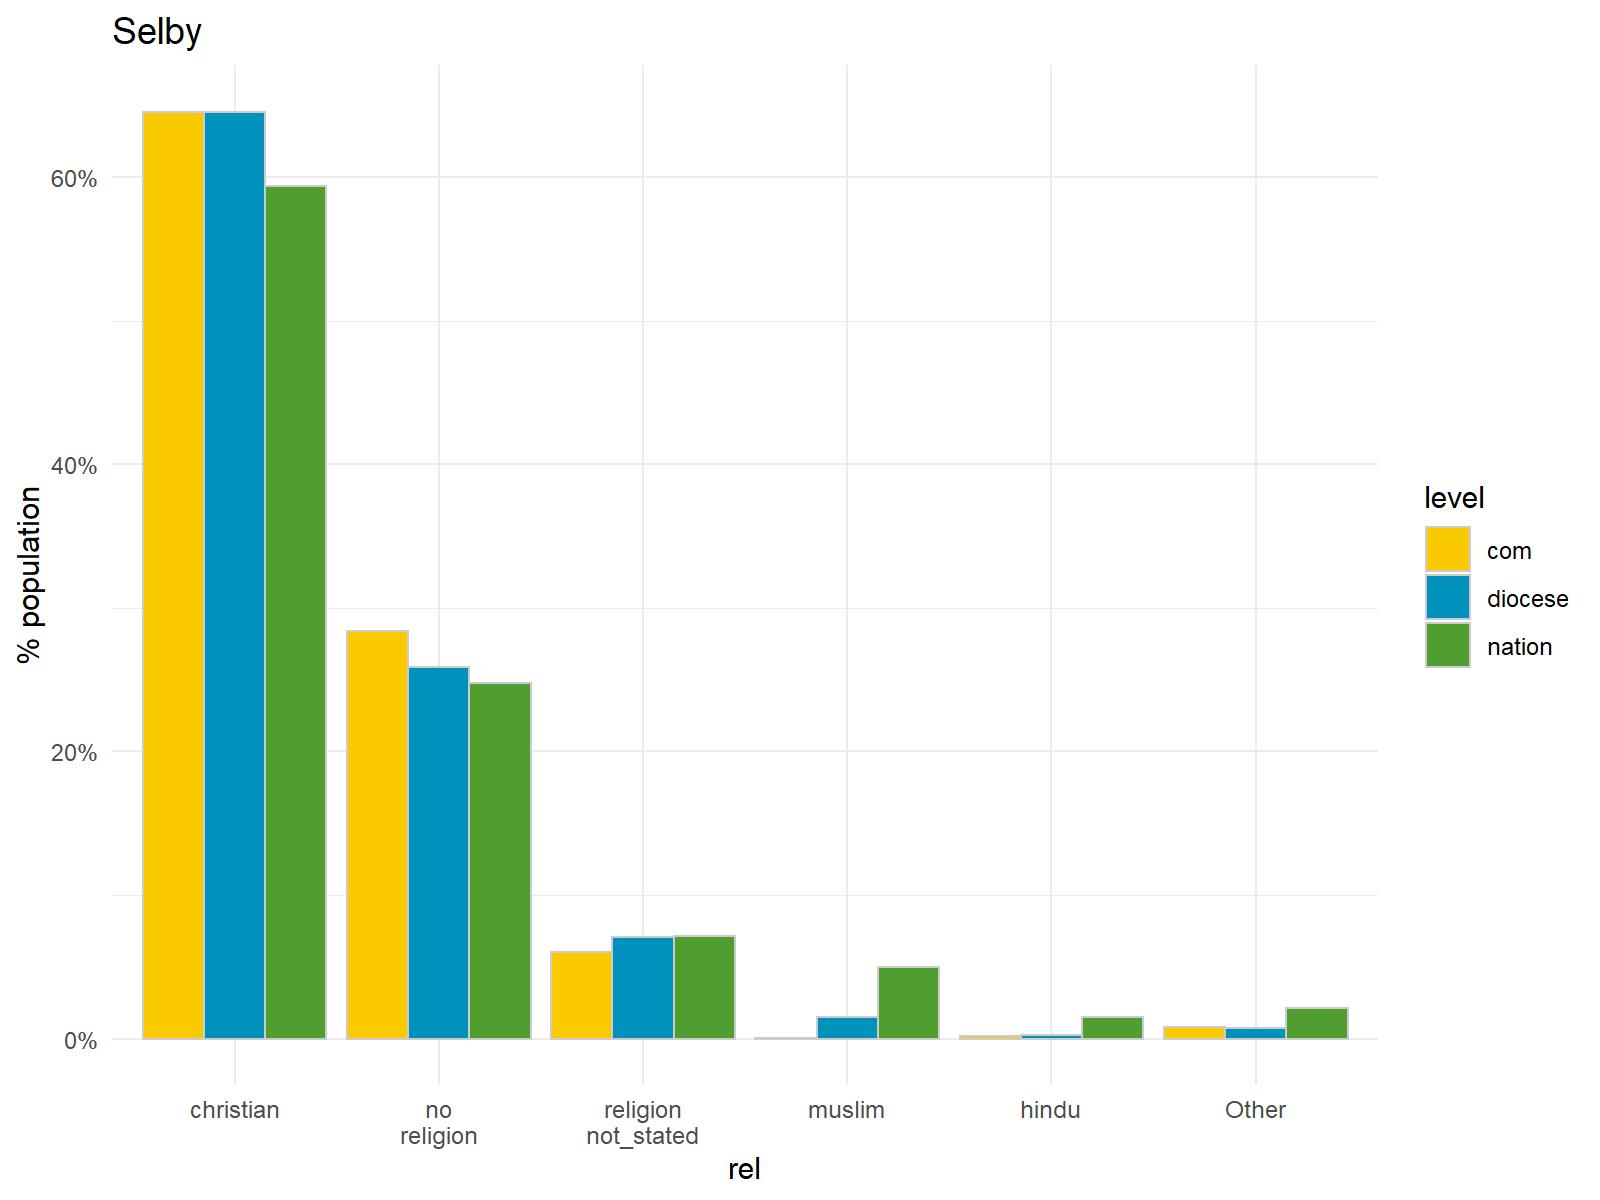 Selby
% population
60%
40%
20%
0%
christian
no
religion
religion
not_stated
muslim
hindu
Other
rel
level
com
diocese
nation